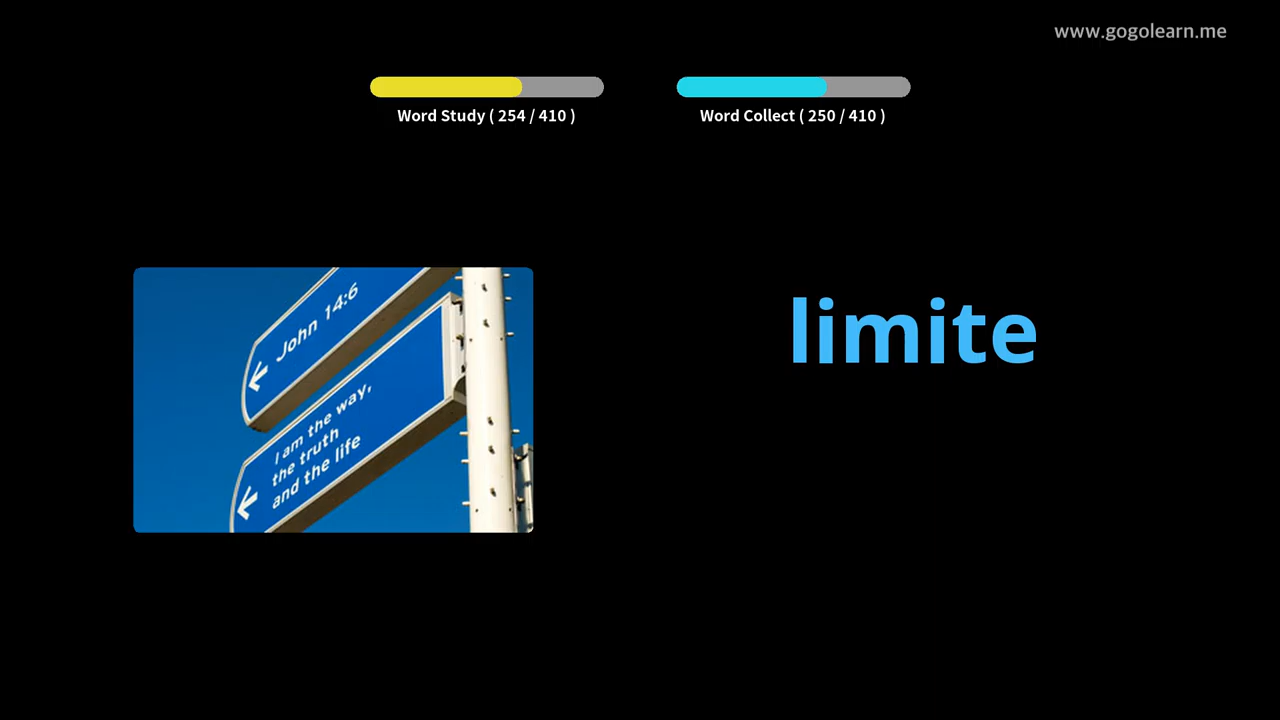 www.gogolearn.me
Word Study ( 254 / 410 )
Word Collect ( 250 / 410 )
John 14:6
I am the way,
the truth
and the life
limite